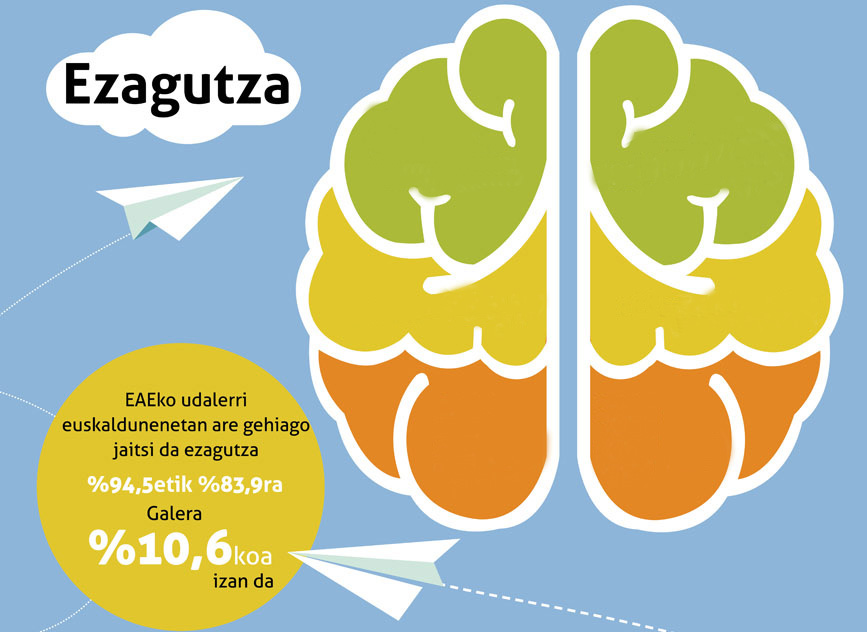 Ezagutza
EAEko udalerri
euskaldunenetan are gehiago
jaitsi da ezagutza
%94,5etik %83,9ra
Galera
%10,6koa
izan da